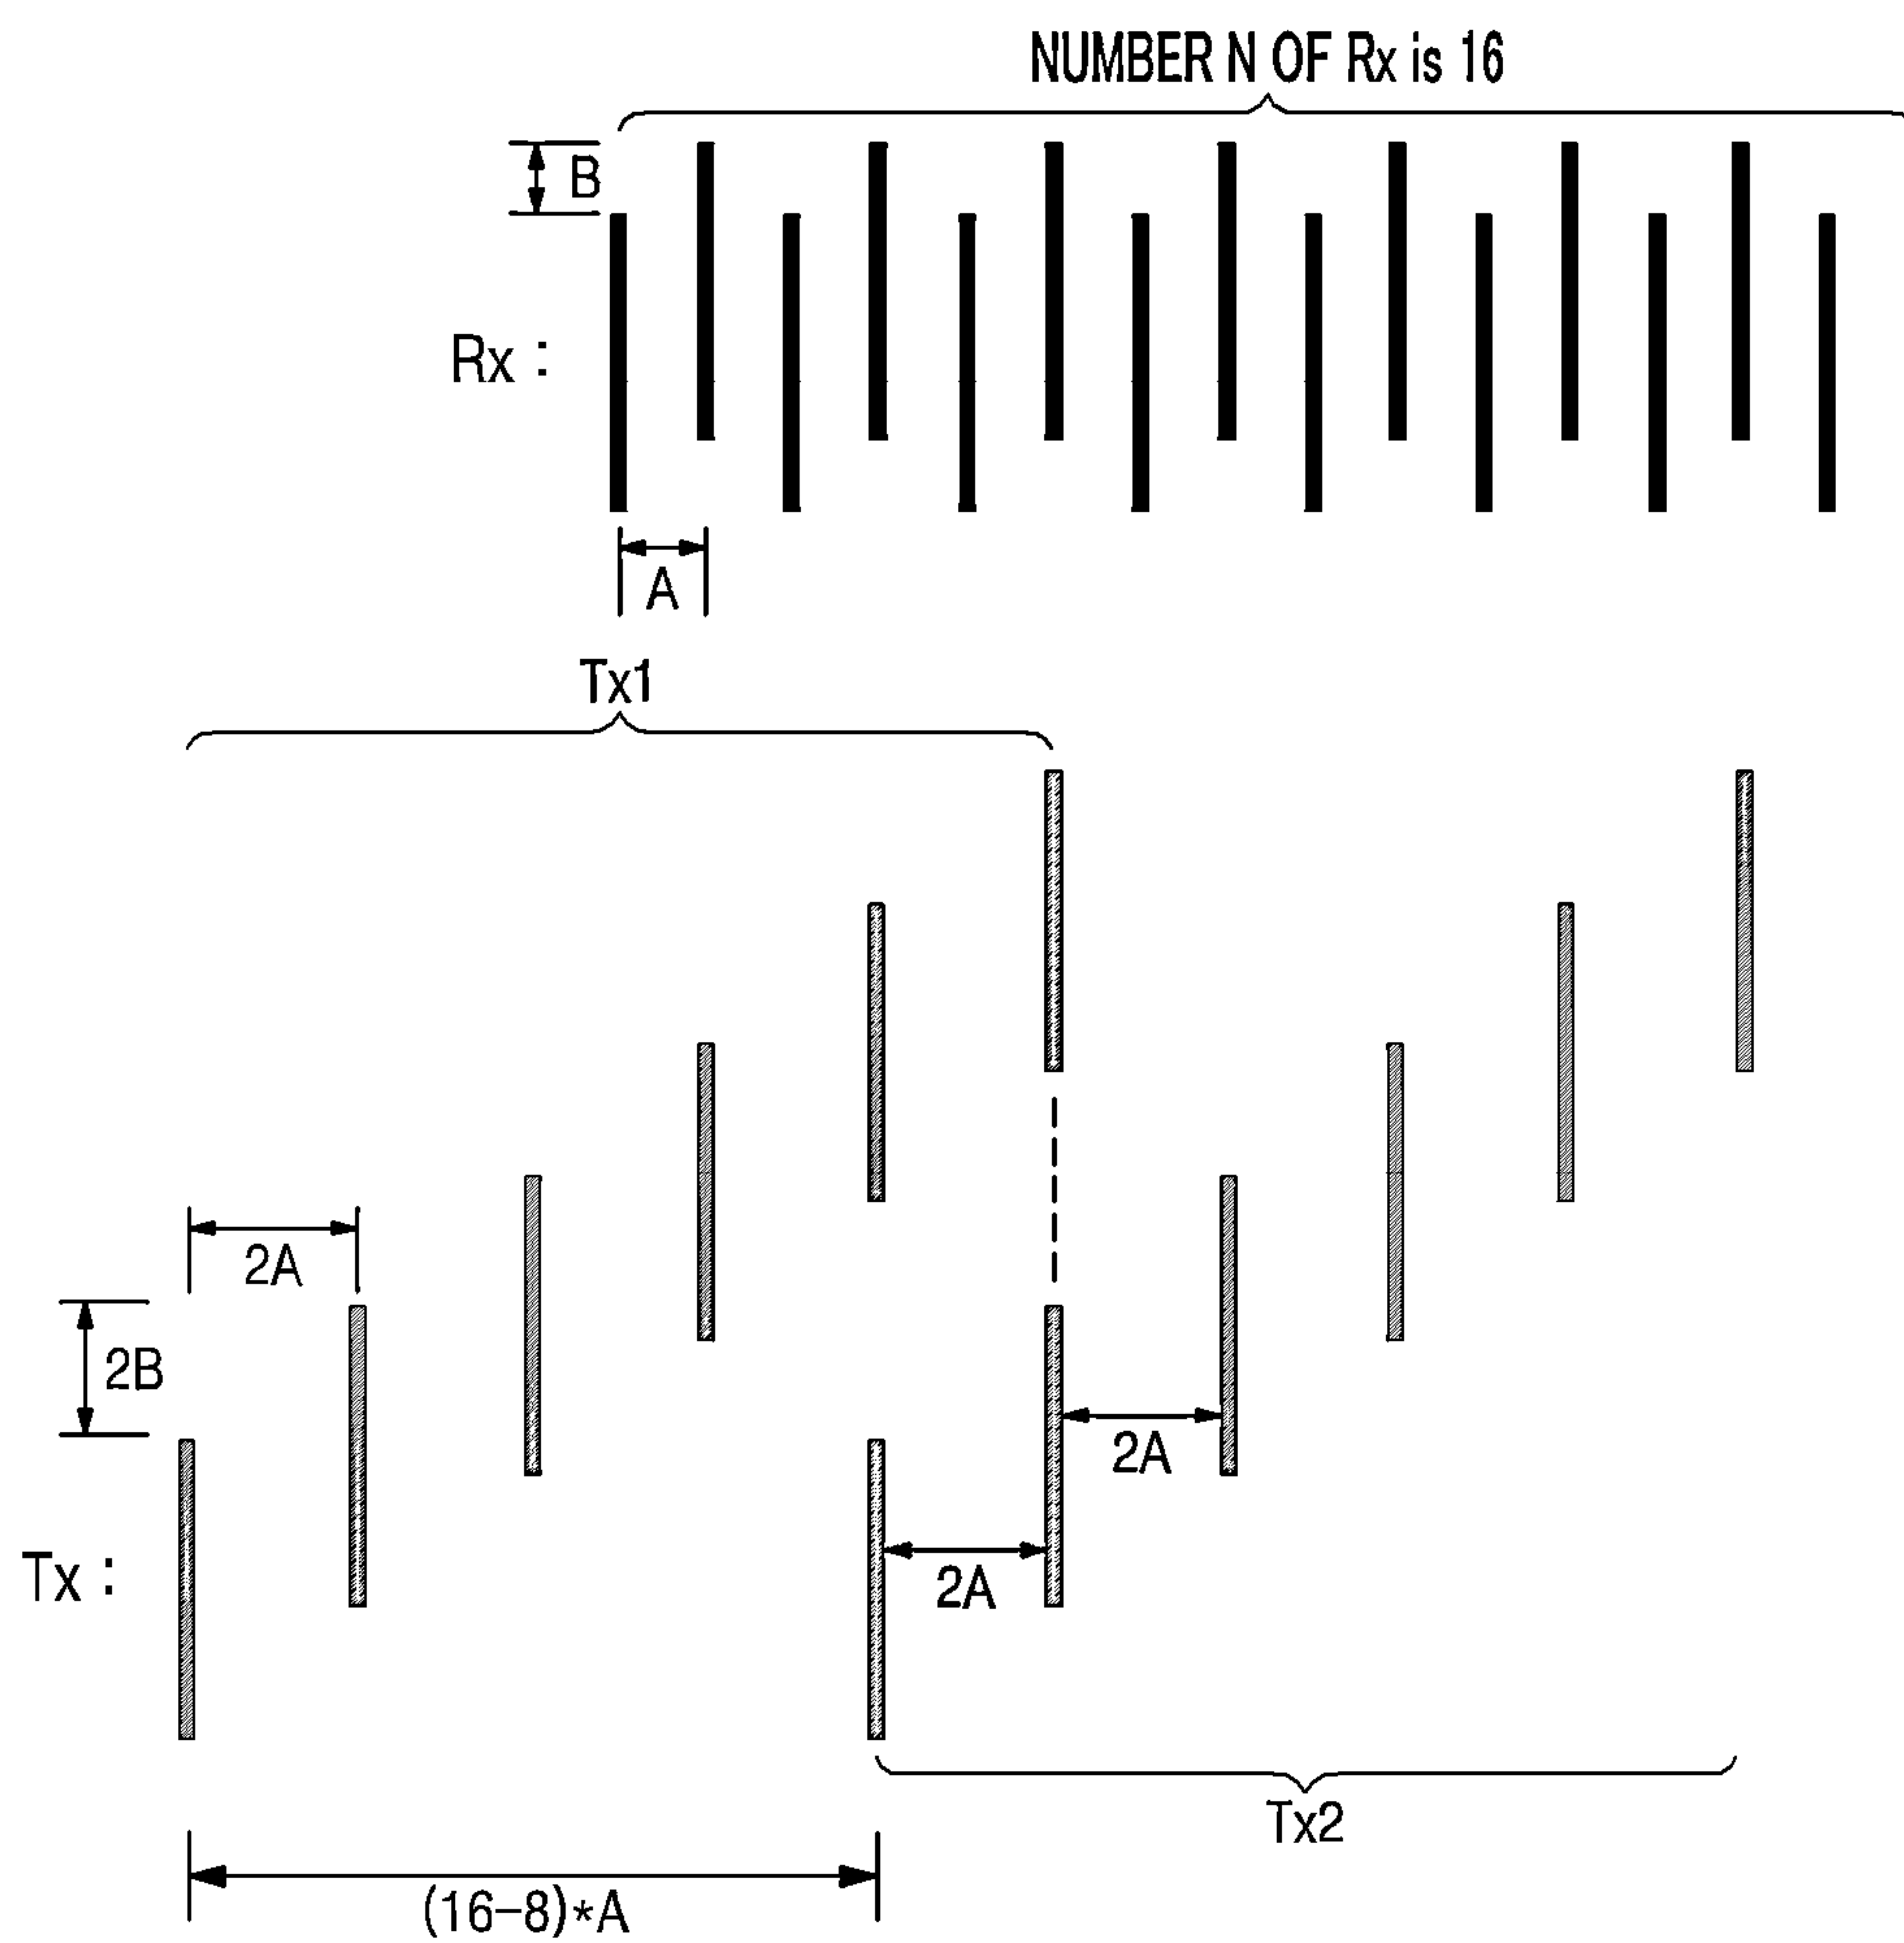 NUMBER N OF Rx is 16
B
Rx :
A
Tx1
2A
2B
2A
Tx :
2A
Tx2
(16-8)*A